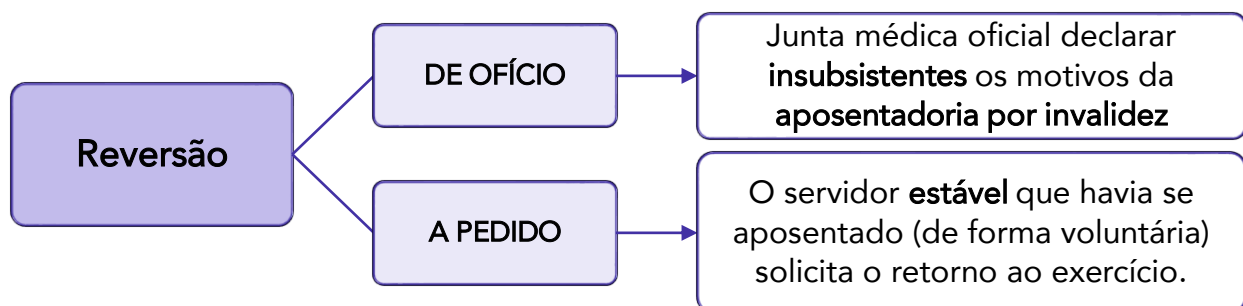 Reversão
DE OFÍCIO
Junta médica oficial declarar
insubsistentes os motivos da
aposentadoria por invalidez
A PEDIDO
O servidor estável que havia se
aposentado (de forma voluntária)
solicita o retorno ao exercício.